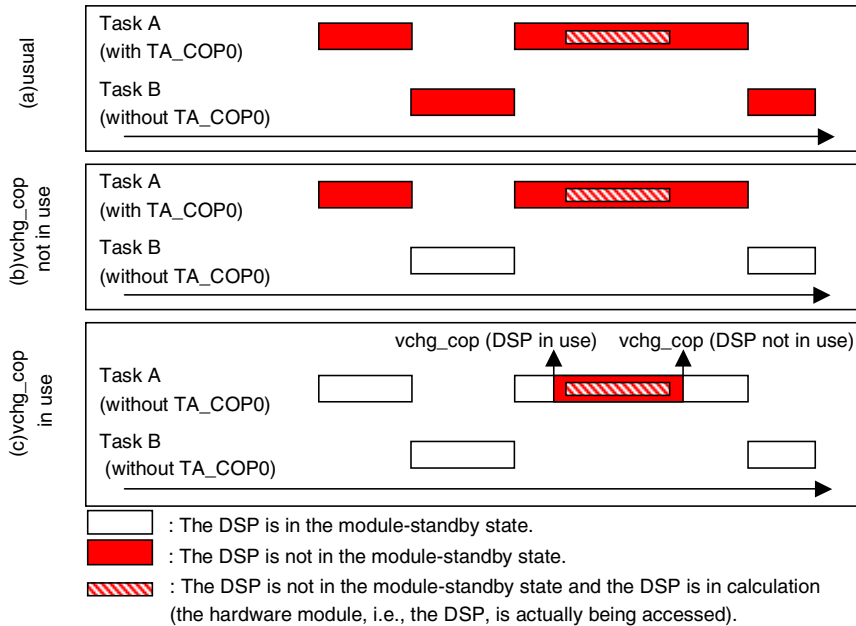 (a)usual
Task A
(with TA_COP0)
Task B
(without TA_COP0)
(b)vchg_cop
not in use
Task A
(with TA_COP0)
Task B
(without TA_COP0)
(c)vchg_cop
in use
vchg_cop (DSP in use)
vchg_cop (DSP not in use)
Task A
(without TA_COP0)
Task B
(without TA_COP0)
: The DSP is in the module-standby state.
: The DSP is not in the module-standby state.
: The DSP is not in the module-standby state and the DSP is in calculation
(the hardware module, i.e., the DSP, is actually being accessed).